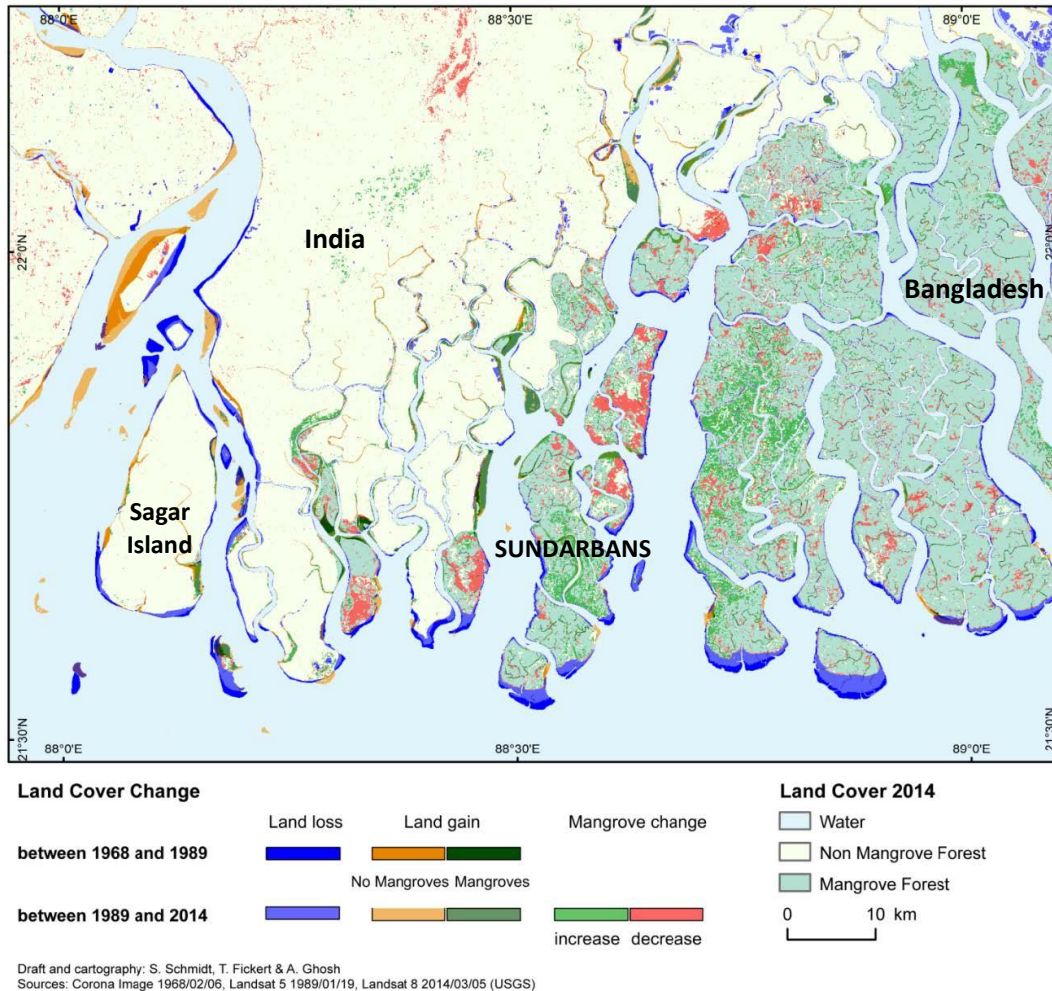 88°0'E 88°30'E 89°0'E
22°0'N 22°0'N
India
Bangladesh
Sagar
Island
SUNDARBANS
21°30'N 21°30'N
88°0'E 88°30'E 89°0'E
Land Cover Change
Land loss Land gain Mangrove change
between 1968 and 1989
No Mangroves Mangroves
between 1989 and 2014
increase decrease
Land Cover 2014
Water
Non Mangrove Forest
Mangrove Forest
0 10 km
Draft and cartography: S. Schmidt, T. Fickert & A. Ghosh
Sources: Corona Image 1968/02/06, Landsat 5 1989/01/19, Landsat 8 2014/03/05 (USGS)